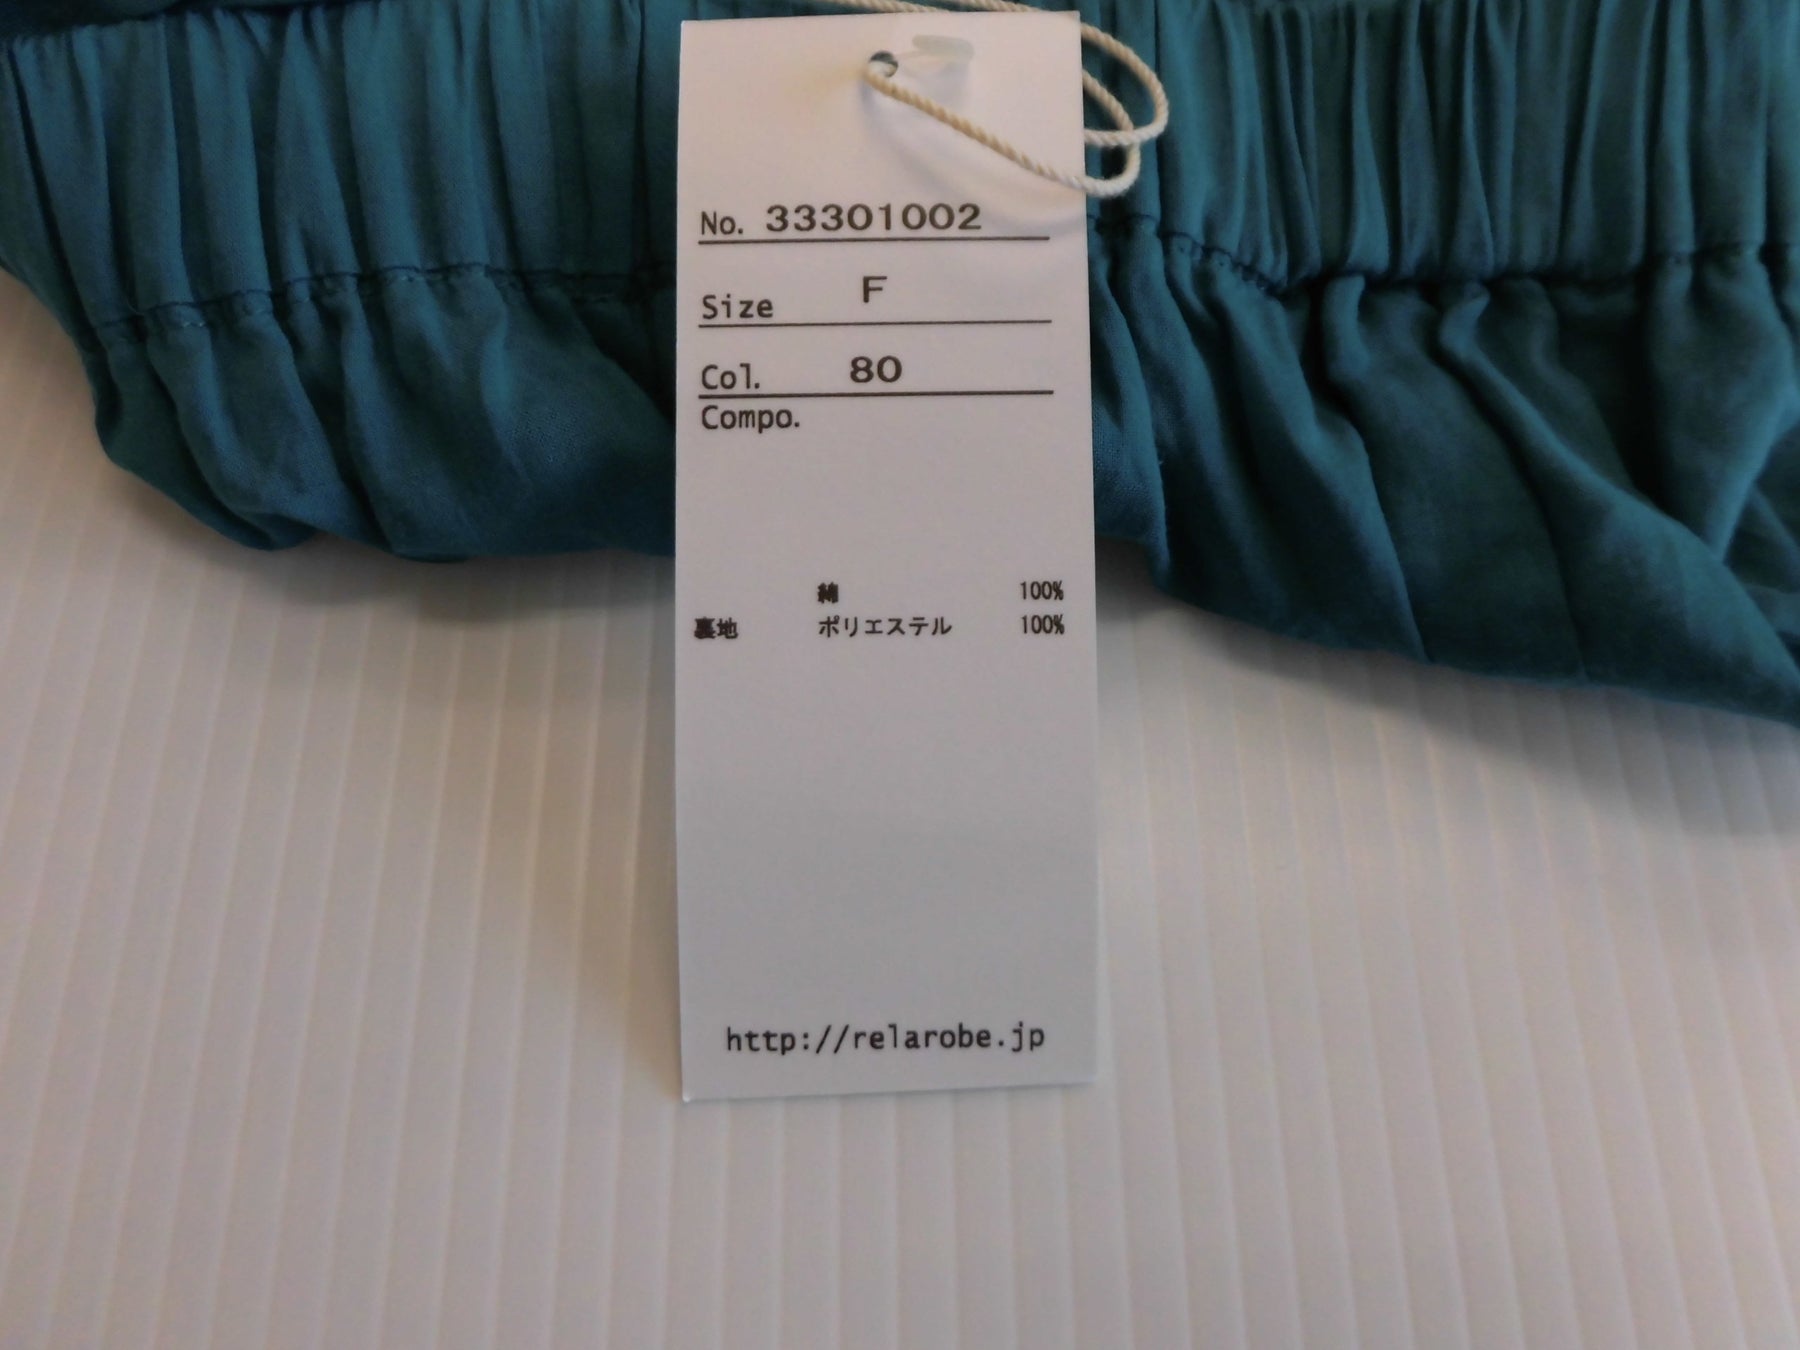 No. 33301002
Size F
Col. 80
Compo.
綿 100%
裏地 ポリエステル 100%
http://relarobe.jp